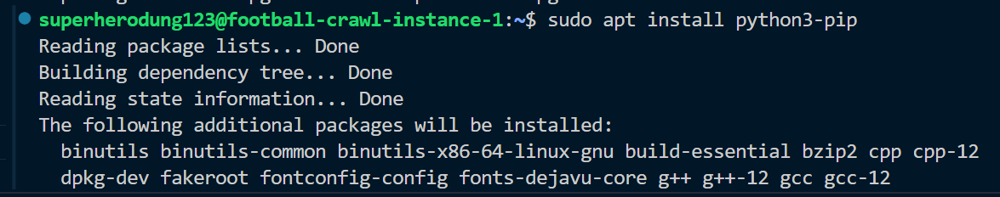 superherodung123@football-crawl-instance-1:~$ sudo apt install python3-pip
Reading package lists... Done
Building dependency tree... Done
Reading state information... Done
The following additional packages will be installed:
  binutils binutils-common binutils-x86-64-linux-gnu build-essential bzip2 cpp cpp-12
  dpkg-dev fakeroot fontconfig-config fonts-dejavu-core g++ g++-12 gcc gcc-12